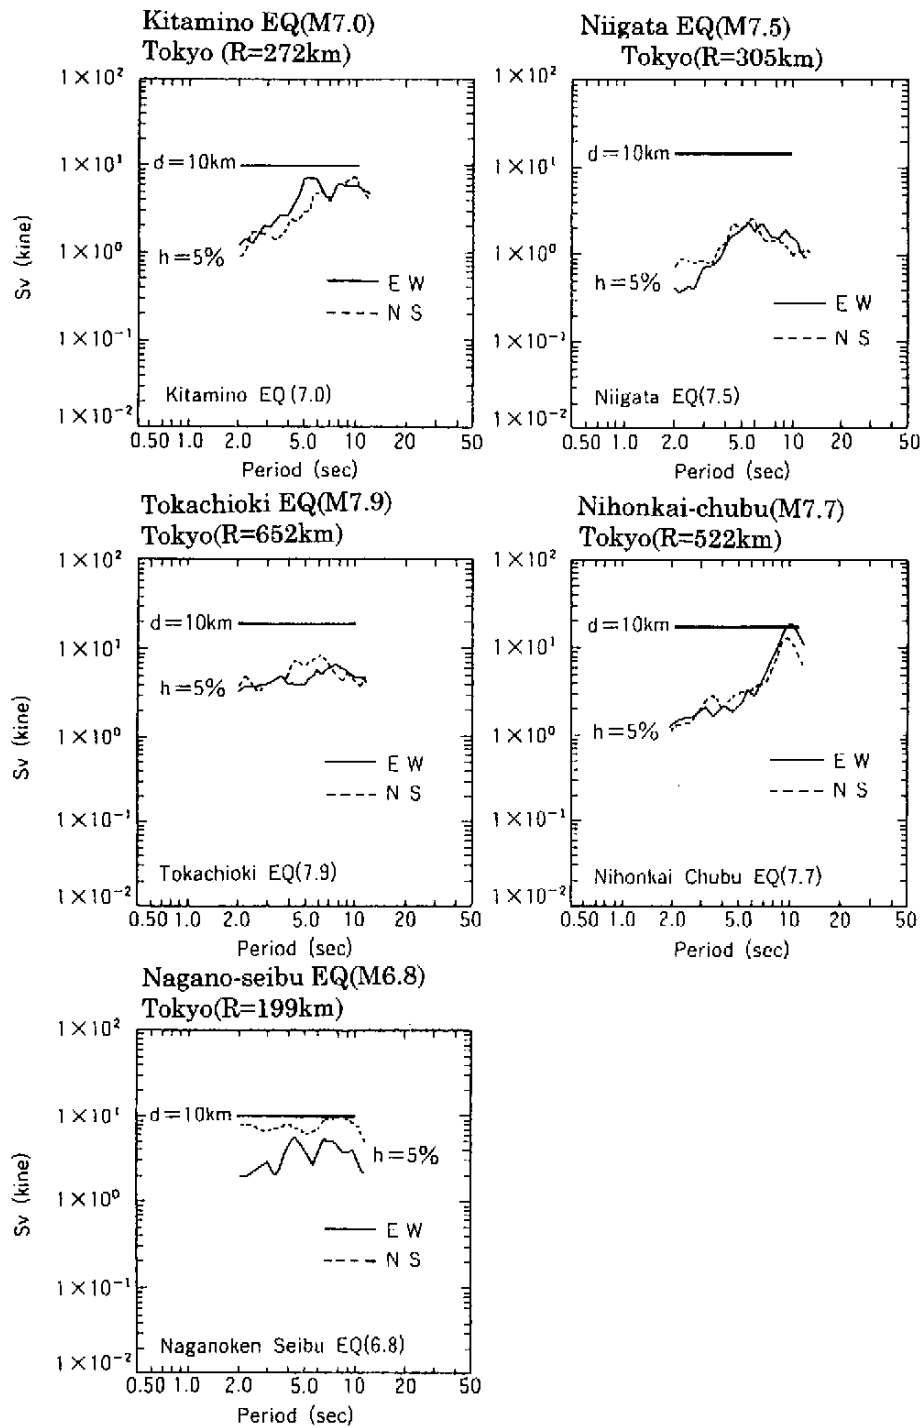 Kitamino EQ(M7.0)
Tokyo (R=272km)
1×10²
1×10¹
1×10⁰
1×10⁻¹
1×10⁻²
Sv (kine)
d=10km
h=5%
E W
N S
Kitamino EQ(7.0)
0.50 1.0 2.0 5.0 10 20 50
Period (sec)
Niigata EQ(M7.5)
Tokyo(R=305km)
1×10²
1×10¹
1×10⁰
1×10⁻¹
1×10⁻²
d=10km
h=5%
E W
N S
Niigata EQ(7.5)
0.50 1.0 2.0 5.0 10 20 50
Period (sec)
Tokachioki EQ(M7.9)
Tokyo(R=652km)
1×10²
1×10¹
1×10⁰
1×10⁻¹
1×10⁻²
Sv (kine)
d=10km
h=5%
E W
N S
Tokachioki EQ(7.9)
0.50 1.0 2.0 5.0 10 20 50
Period (sec)
Nihonkai-chubu(M7.7)
Tokyo(R=522km)
1×10²
1×10¹
1×10⁰
1×10⁻¹
1×10⁻²
d=10km
h=5%
E W
N S
Nihonkai Chubu EQ(7.7)
0.50 1.0 2.0 5.0 10 20 50
Period (sec)
Nagano-seibu EQ(M6.8)
Tokyo(R=199km)
1×10²
1×10¹
1×10⁰
1×10⁻¹
1×10⁻²
Sv (kine)
d=10km
h=5%
E W
N S
Naganoken Seibu EQ(6.8)
0.50 1.0 2.0 5.0 10 20 50
Period (sec)